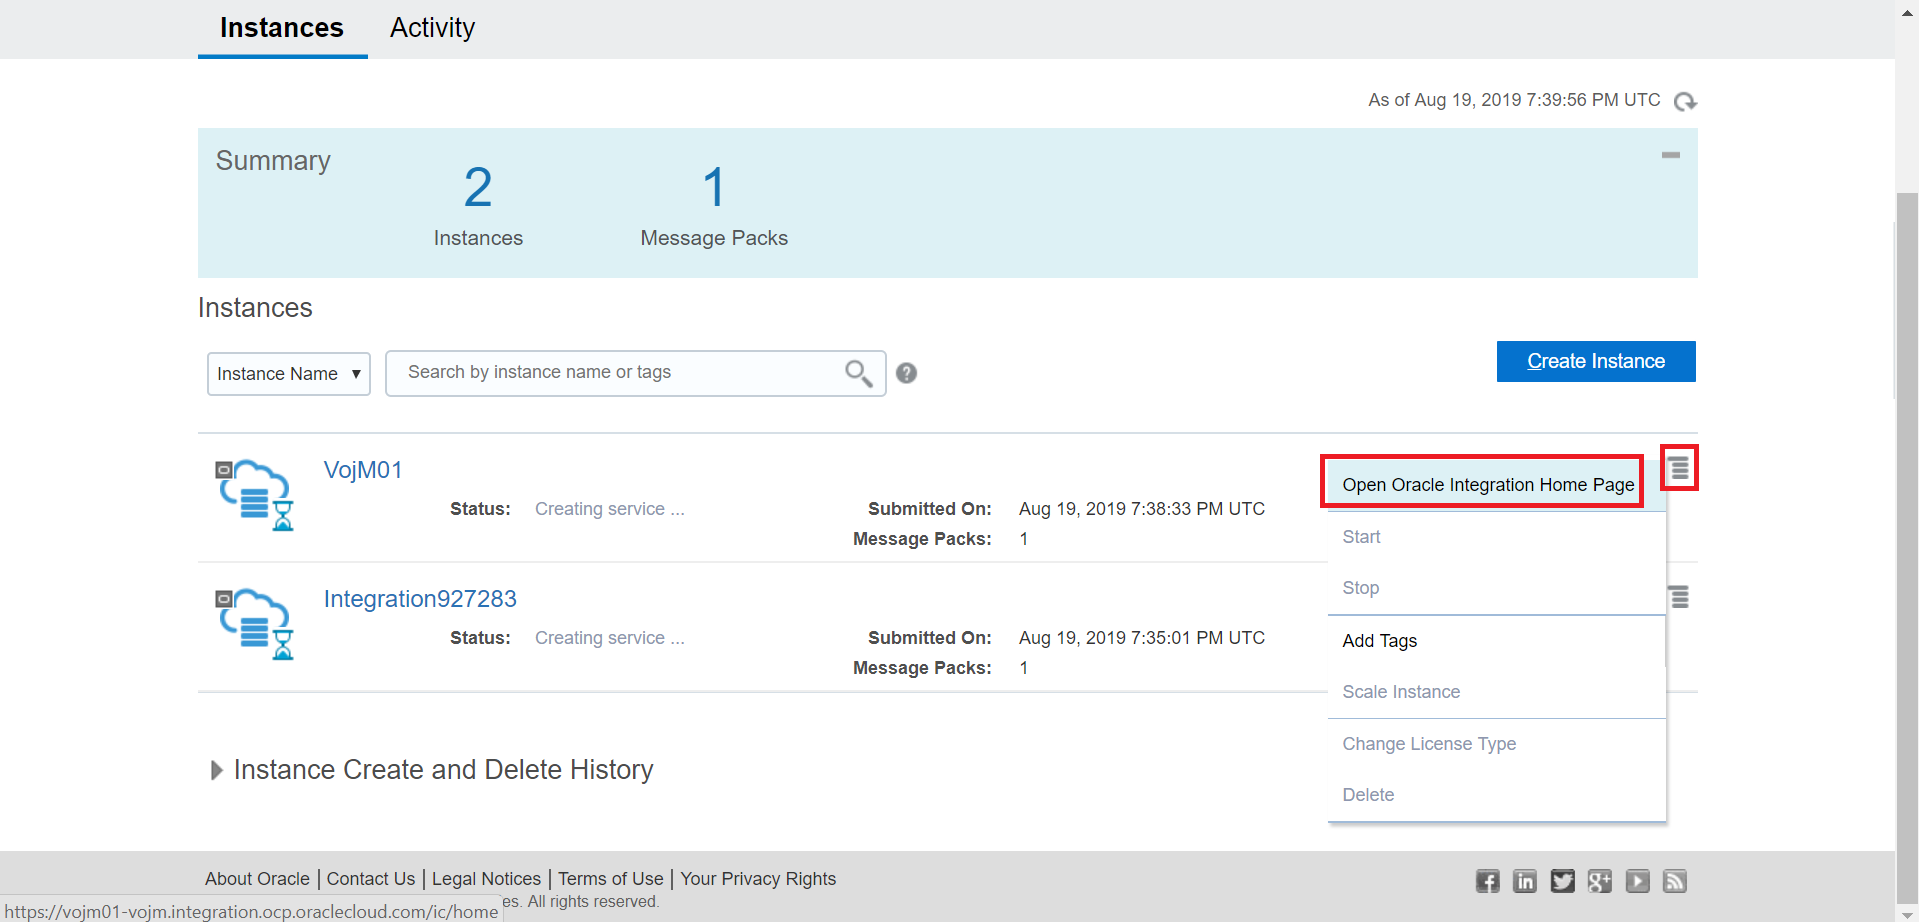 Instances Activity
As of Aug 19, 2019 7:39:56 PM UTC
Summary
2
Instances
1
Message Packs
Instances
Instance Name
Search by instance name or tags
Create Instance
VojM01
Status: Creating service ...
Submitted On: Aug 19, 2019 7:38:33 PM UTC
Message Packs: 1
Integration927283
Status: Creating service ...
Submitted On: Aug 19, 2019 7:35:01 PM UTC
Message Packs: 1
Open Oracle Integration Home Page
Start
Stop
Add Tags
Scale Instance
Change License Type
Delete
Instance Create and Delete History
About Oracle | Contact Us | Legal Notices | Terms of Use | Your Privacy Rights
es. All rights reserved.
https://vojm01-vojm.integration.ocp.oraclecloud.com/ic/home